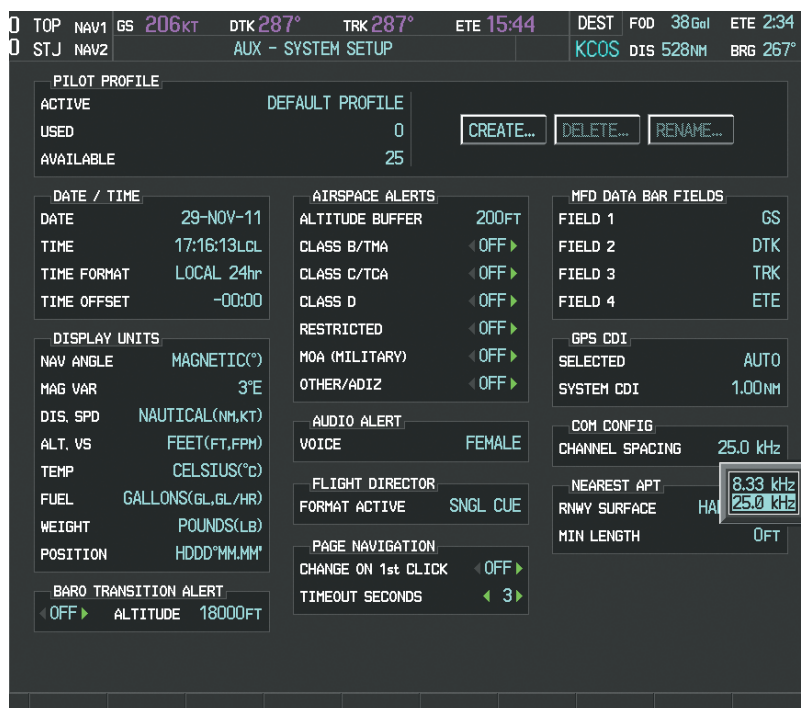 0 TOP NAV1 GS 206KT DTK 287° TRK 287° ETE 15:44 DEST FOD 38Gal ETE 2:34
0 STJ NAV2 AUX – SYSTEM SETUP KCOS DIS 528NM BRG 267°
PILOT PROFILE
ACTIVE DEFAULT PROFILE
USED 0
AVAILABLE 25
CREATE... DELETE... RENAME...
DATE / TIME
DATE 29-NOV-11
TIME 17:16:13LCL
TIME FORMAT LOCAL 24hr
TIME OFFSET -00:00
DISPLAY UNITS
NAV ANGLE MAGNETIC(°)
MAG VAR 3°E
DIS, SPD NAUTICAL(NM,KT)
ALT, VS FEET(FT,FPM)
TEMP CELSIUS(°C)
FUEL GALLONS(GL,GL/HR)
WEIGHT POUNDS(LB)
POSITION HDDD°MM.MM'
BARO TRANSITION ALERT
OFF ALTITUDE 18000FT
AIRSPACE ALERTS
ALTITUDE BUFFER 200FT
CLASS B/TMA OFF
CLASS C/TCA OFF
CLASS D OFF
RESTRICTED OFF
MOA (MILITARY) OFF
OTHER/ADIZ OFF
AUDIO ALERT
VOICE FEMALE
FLIGHT DIRECTOR
FORMAT ACTIVE SNGL CUE
PAGE NAVIGATION
CHANGE ON 1st CLICK OFF
TIMEOUT SECONDS 3
MFD DATA BAR FIELDS
FIELD 1 GS
FIELD 2 DTK
FIELD 3 TRK
FIELD 4 ETE
GPS CDI
SELECTED AUTO
SYSTEM CDI 1.00NM
COM CONFIG
CHANNEL SPACING 25.0 kHz
8.33 kHz
25.0 kHz
NEAREST APT
RNWY SURFACE HA
MIN LENGTH 0FT